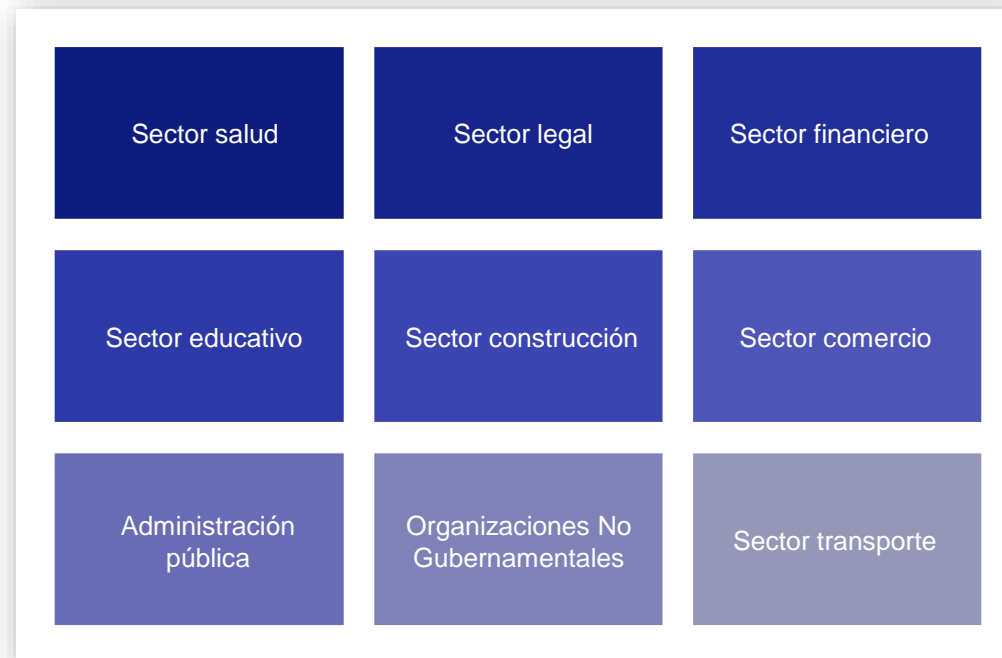 Sector salud
Sector legal
Sector financiero
Sector educativo
Sector construcción
Sector comercio
Administración
pública
Organizaciones No
Gubernamentales
Sector transporte